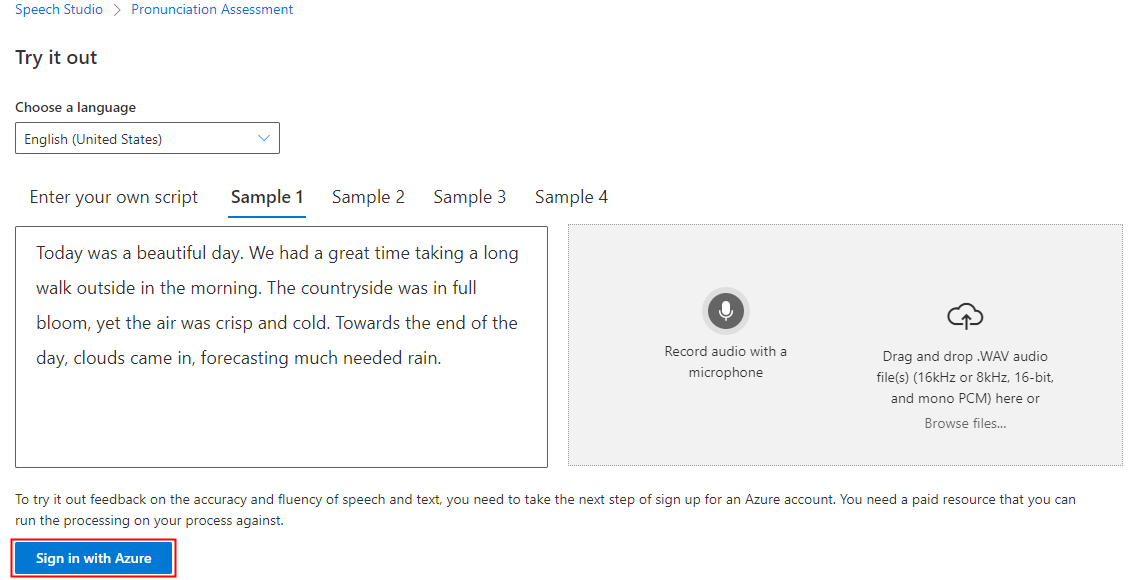 Speech Studio > Pronunciation Assessment
Try it out
Choose a language
English (United States)
Enter your own script Sample 1 Sample 2 Sample 3 Sample 4
Today was a beautiful day. We had a great time taking a long
walk outside in the morning. The countryside was in full
bloom, yet the air was crisp and cold. Towards the end of the
day, clouds came in, forecasting much needed rain.
Record audio with a
microphone
Drag and drop .WAV audio
file(s) (16kHz or 8kHz, 16-bit,
and mono PCM) here or
Browse files...
To try it out feedback on the accuracy and fluency of speech and text, you need to take the next step of sign up for an Azure account. You need a paid resource that you can
run the processing on your process against.
Sign in with Azure